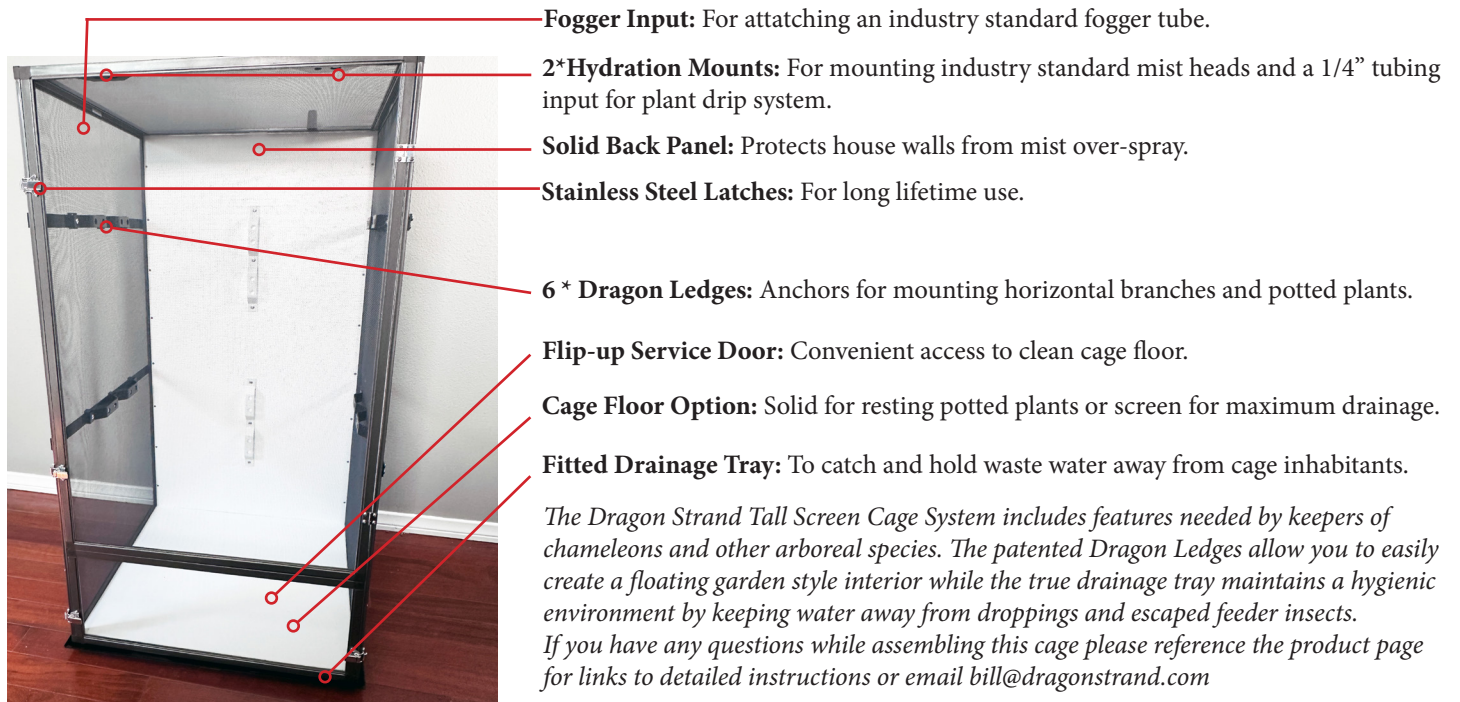 Fogger Input: For attatching an industry standard fogger tube.
2*Hydration Mounts: For mounting industry standard mist heads and a 1/4” tubing
input for plant drip system.
Solid Back Panel: Protects house walls from mist over-spray.
Stainless Steel Latches: For long lifetime use.
6 * Dragon Ledges: Anchors for mounting horizontal branches and potted plants.
Flip-up Service Door: Convenient access to clean cage floor.
Cage Floor Option: Solid for resting potted plants or screen for maximum drainage.
Fitted Drainage Tray: To catch and hold waste water away from cage inhabitants.
The Dragon Strand Tall Screen Cage System includes features needed by keepers of
chameleons and other arboreal species. The patented Dragon Ledges allow you to easily
create a floating garden style interior while the true drainage tray maintains a hygienic
environment by keeping water away from droppings and escaped feeder insects.
If you have any questions while assembling this cage please reference the product page
for links to detailed instructions or email bill@dragonstrand.com